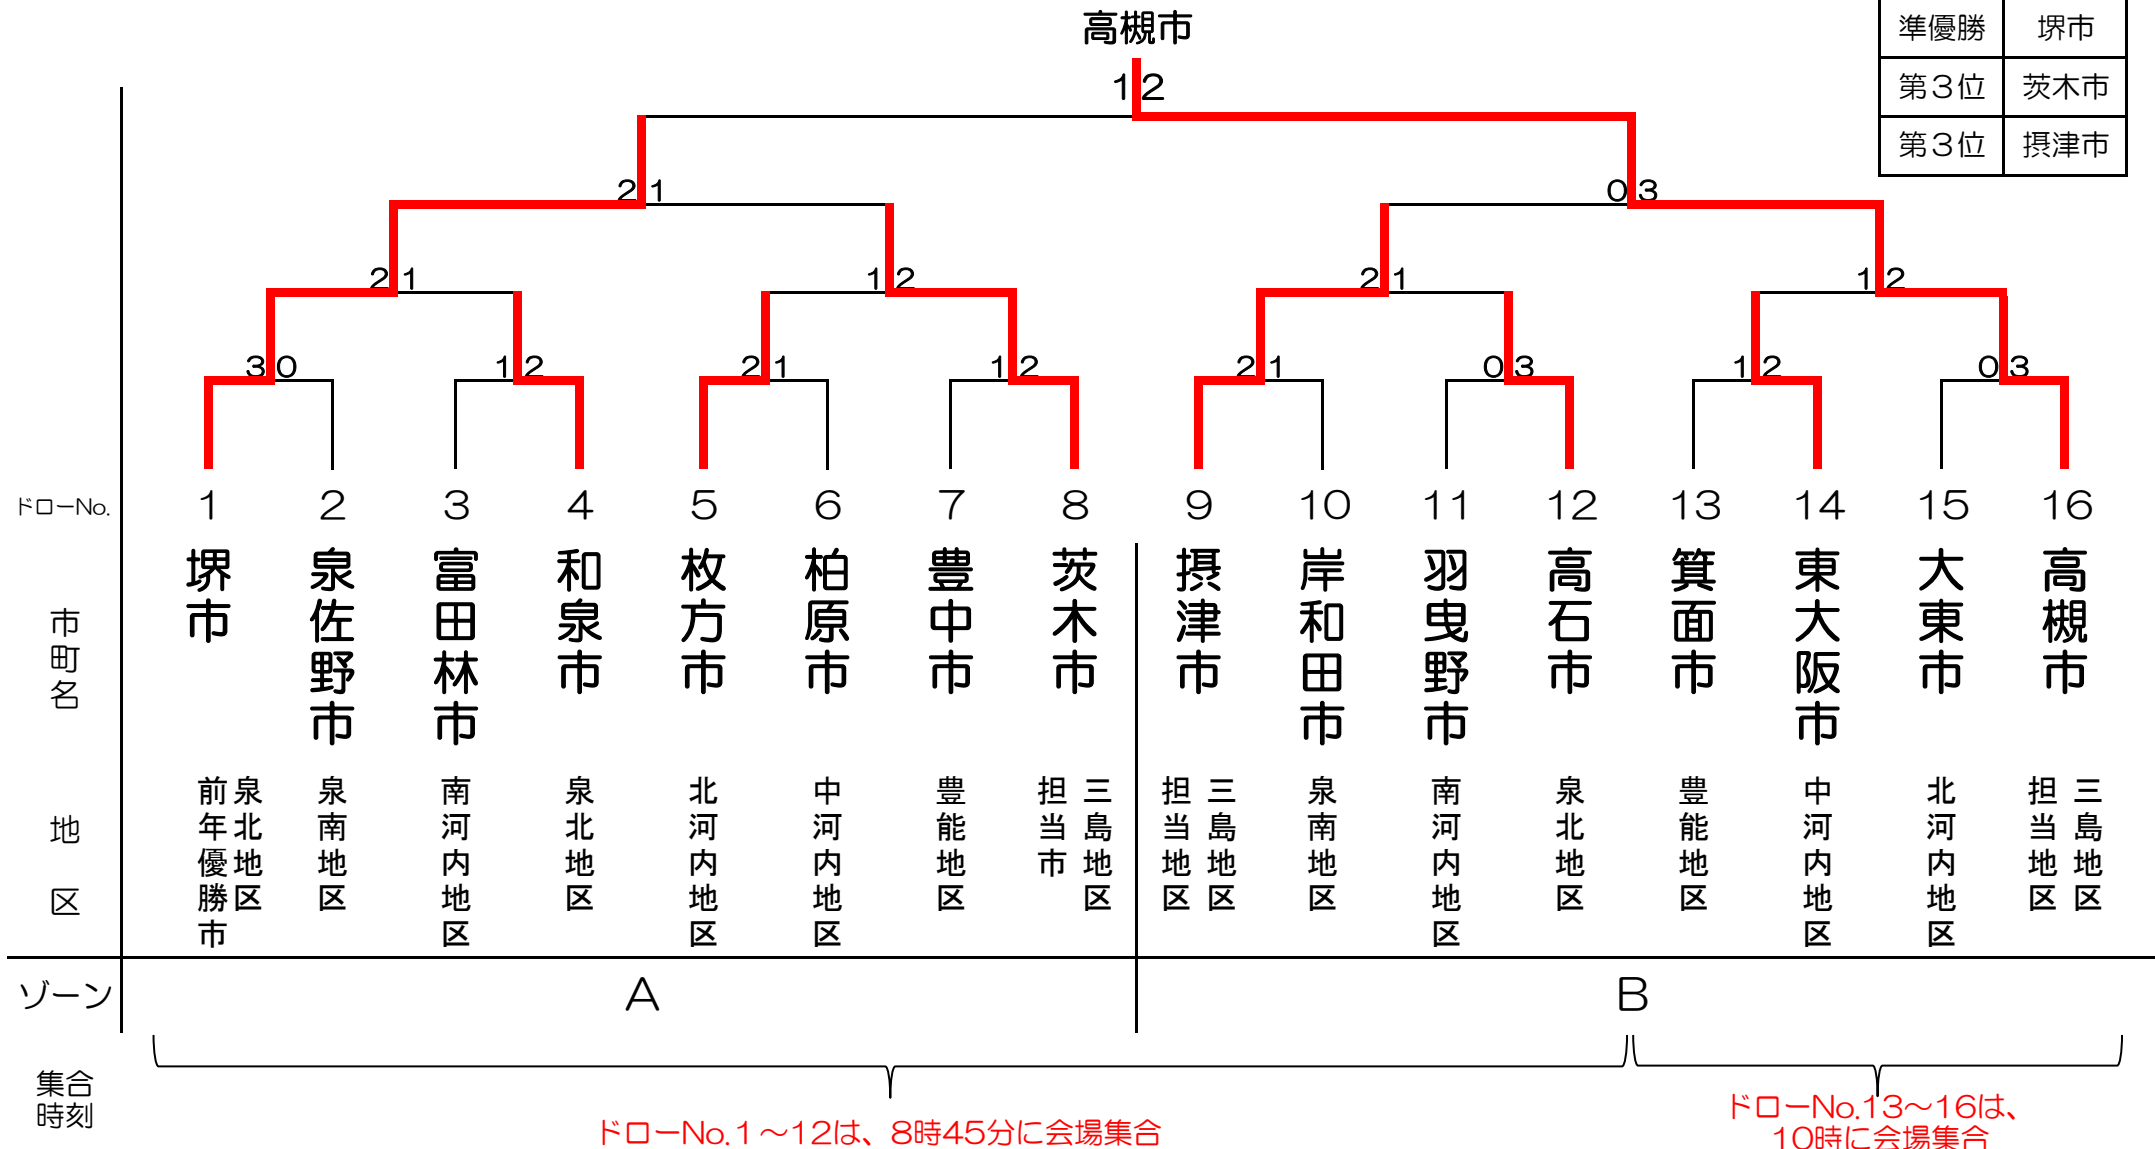 高槻市
準優勝 堺市
第３位 茨木市
第３位 摂津市
1 2
2 1
0 3
2 1
1 2
2 1
1 2
3 0
1 2
2 1
1 2
2 1
0 3
1 2
0 3
ドローNo. 1 2 3 4 5 6 7 8 9 10 11 12 13 14 15 16
市町名
堺市
泉佐野市
富田林市
和泉市
枚方市
柏原市
豊中市
茨木市
摂津市
岸和田市
羽曳野市
高石市
箕面市
東大阪市
大東市
高槻市
地区
泉北地区
前年優勝市
泉南地区
南河内地区
泉北地区
北河内地区
中河内地区
豊能地区
三島地区
担当市
三島地区
担当地区
泉南地区
南河内地区
泉北地区
豊能地区
中河内地区
北河内地区
三島地区
担当地区
ゾーン A B
集合
時刻
ドローNo.１～12は、8時45分に会場集合
ドローNo.13～16は、
10時に会場集合